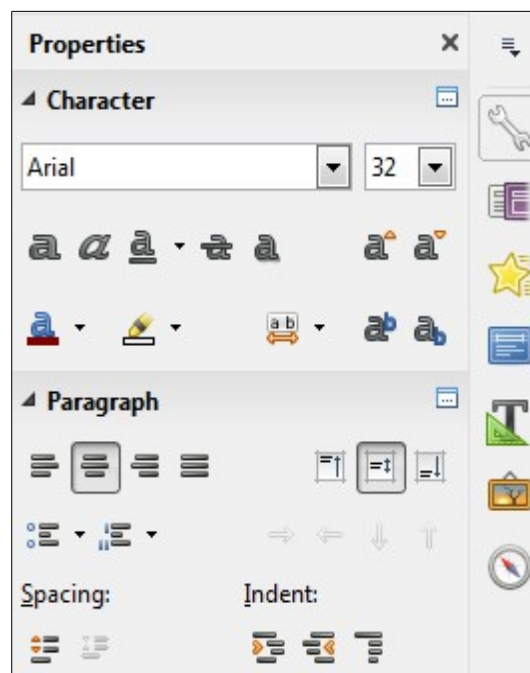 Properties
Character
Arial 32
Paragraph
Spacing: Indent: